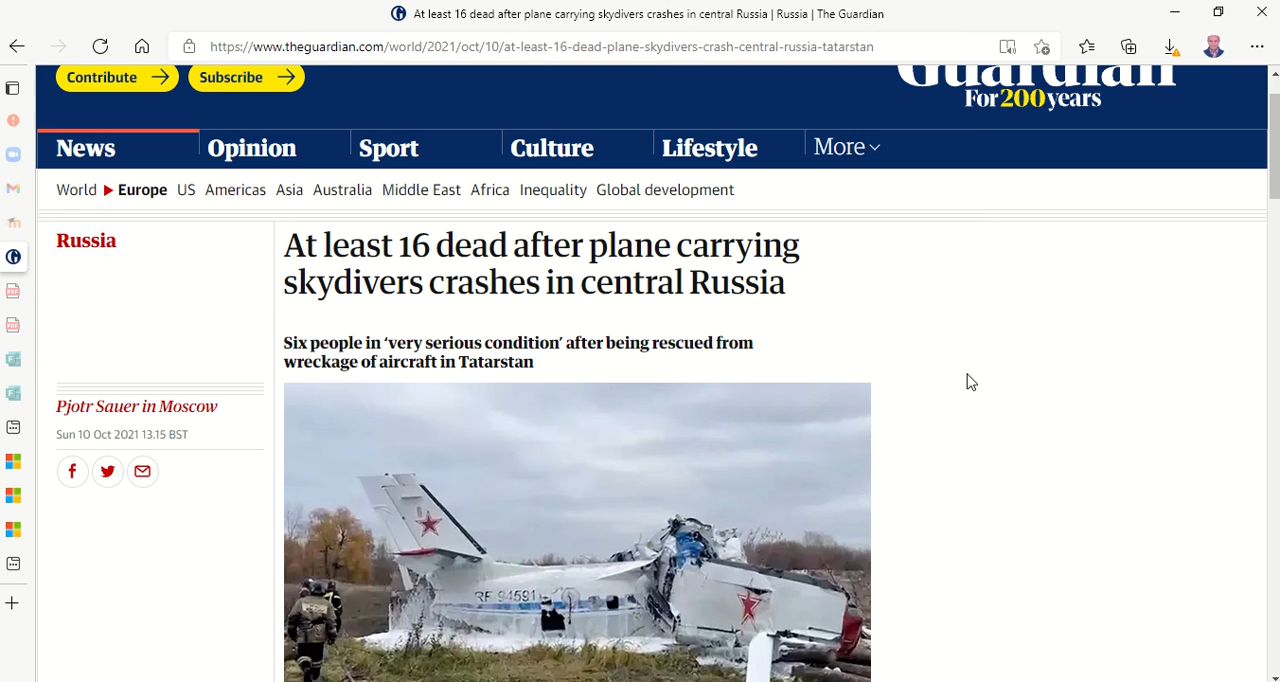 At least 16 dead after plane carrying skydivers crashes in central Russia | Russia | The Guardian
https://www.theguardian.com/world/2021/oct/10/at-least-16-dead-plane-skydivers-crash-central-russia-tatarstan
Contribute
Subscribe
Guardian
For 200 years
News
Opinion
Sport
Culture
Lifestyle
More
World Europe US Americas Asia Australia Middle East Africa Inequality Global development
Russia
At least 16 dead after plane carrying
skydivers crashes in central Russia
Six people in ‘very serious condition’ after being rescued from
wreckage of aircraft in Tatarstan
Pjotr Sauer in Moscow
Sun 10 Oct 2021 13.15 BST
RF 94591